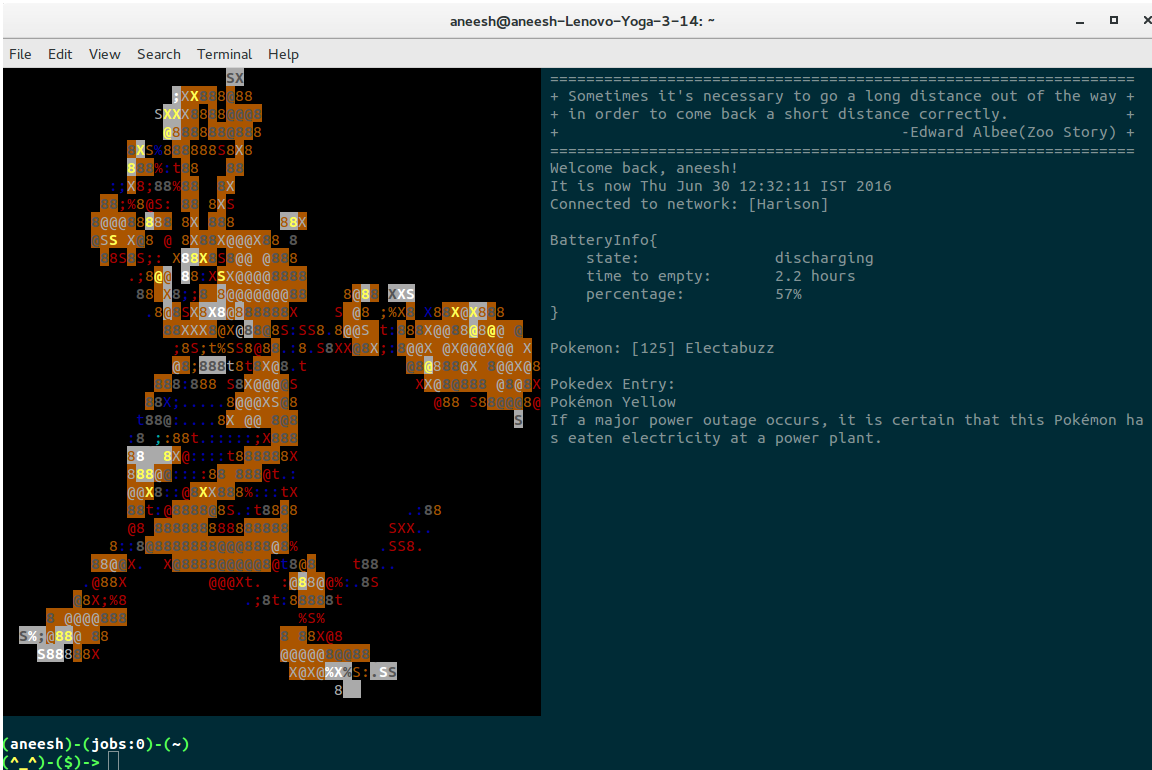 aneesh@aneesh-Lenovo-Yoga-3-14: ~
File Edit View Search Terminal Help
=================================================================
+ Sometimes it's necessary to go a long distance out of the way +
+ in order to come back a short distance correctly. +
+ -Edward Albee(Zoo Story) +
=================================================================
Welcome back, aneesh!
It is now Thu Jun 30 12:32:11 IST 2016
Connected to network: [Harison]
BatteryInfo{
state: discharging
time to empty: 2.2 hours
percentage: 57%
}
Pokemon: [125] Electabuzz
Pokedex Entry:
Pokémon Yellow
If a major power outage occurs, it is certain that this Pokémon ha
s eaten electricity at a power plant.
(aneesh)-(jobs:0)-(~)
(^_^)-($)->